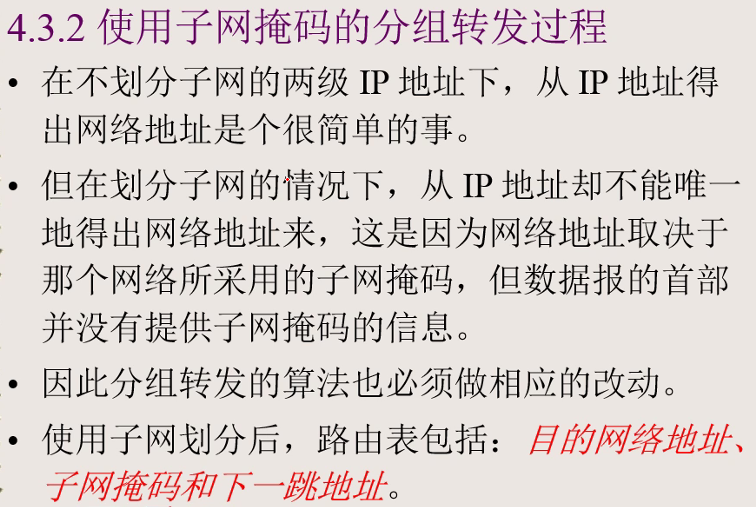 4.3.2 使用子网掩码的分组转发过程
• 在不划分子网的两级 IP 地址下，从 IP 地址得
出网络地址是个很简单的事。
• 但在划分子网的情况下，从 IP 地址却不能唯一
地得出网络地址来，这是因为网络地址取决于
那个网络所采用的子网掩码，但数据报的首部
并没有提供子网掩码的信息。
• 因此分组转发的算法也必须做相应的改动。
• 使用子网划分后，路由表包括：目的网络地址、
子网掩码和下一跳地址。